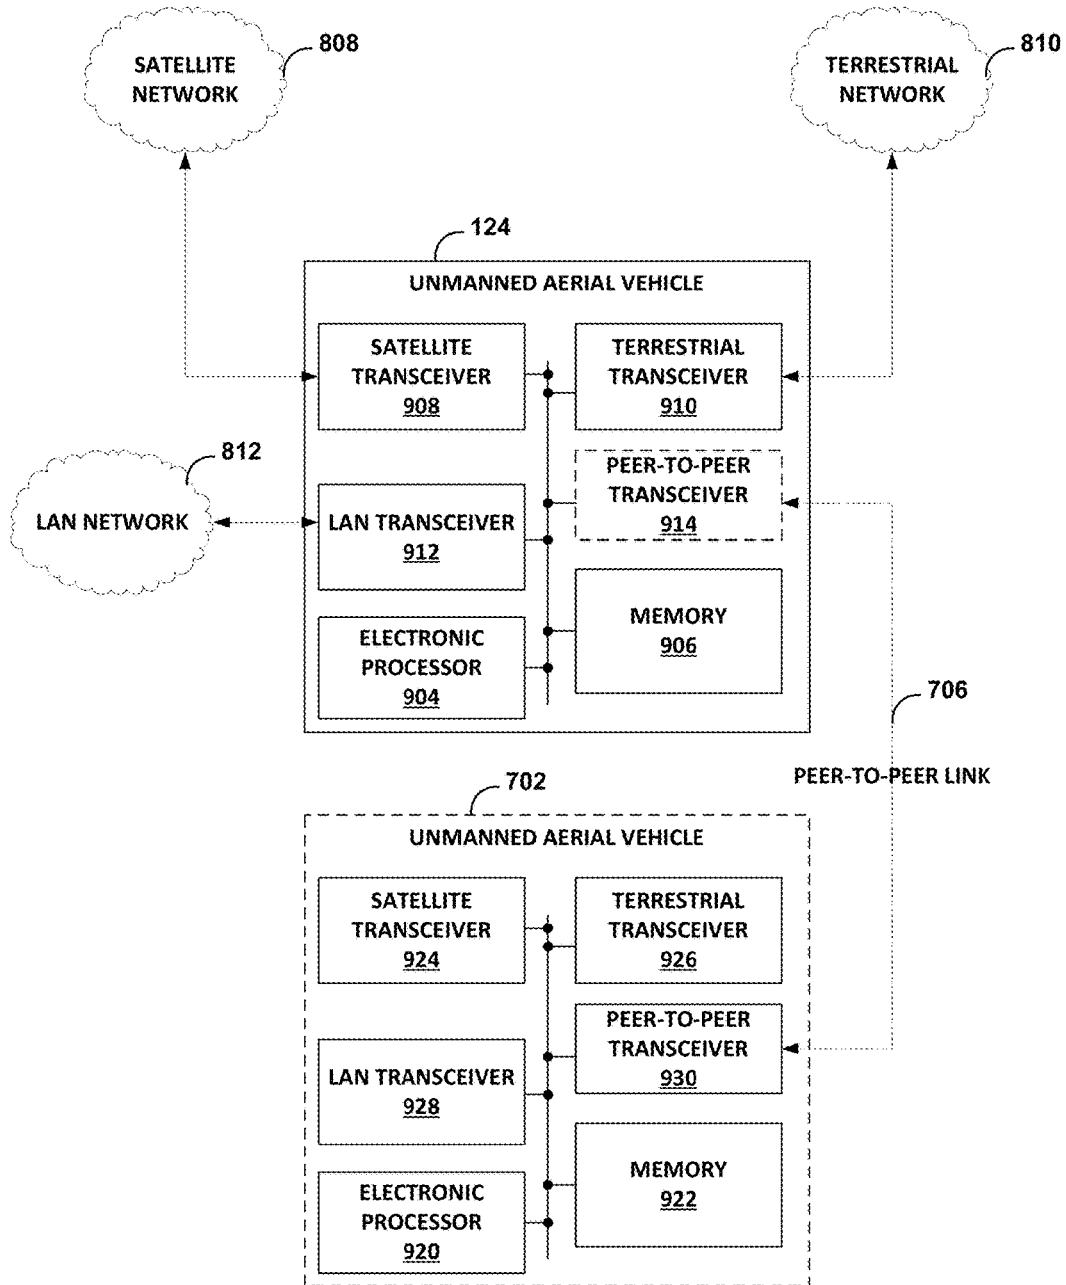 808
SATELLITE
NETWORK
810
TERRESTRIAL
NETWORK
124
UNMANNED AERIAL VEHICLE
SATELLITE
TRANSCEIVER
908
TERRESTRIAL
TRANSCEIVER
910
812
LAN NETWORK
PEER-TO-PEER
TRANSCEIVER
914
LAN TRANSCEIVER
912
MEMORY
906
ELECTRONIC
PROCESSOR
904
706
PEER-TO-PEER LINK
702
UNMANNED AERIAL VEHICLE
SATELLITE
TRANSCEIVER
924
TERRESTRIAL
TRANSCEIVER
926
PEER-TO-PEER
TRANSCEIVER
930
LAN TRANSCEIVER
928
MEMORY
922
ELECTRONIC
PROCESSOR
920